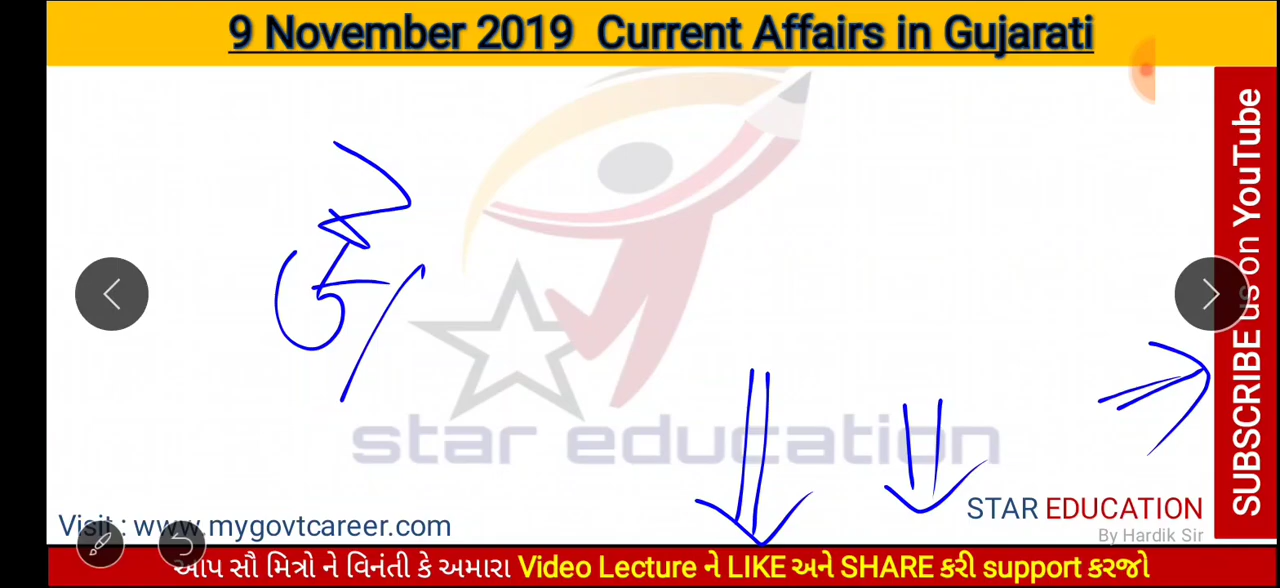 9 November 2019 Current Affairs in Gujarati
SUBSCRIBE us on YouTube
star education
STAR EDUCATION
By Hardik Sir
Visit : www.mygovtcareer.com
આપ સૌ મિત્રો ને વિનંતી કે અમારા Video Lecture ને LIKE અને SHARE કરી support કરજો